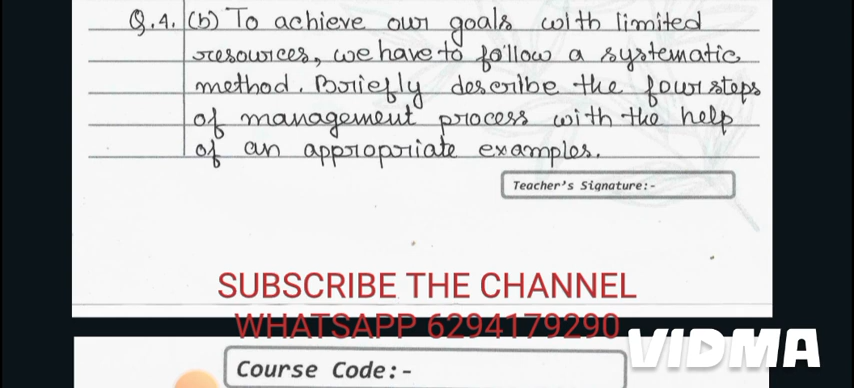 Q.4. (b) To achieve our goals with limited
resources, we have to follow a systematic
method. Briefly describe the four steps
of management process with the help
of an appropriate examples.
Teacher's Signature:-
SUBSCRIBE THE CHANNEL
WHATSAPP 6294179290
VIDMA
Course Code:-